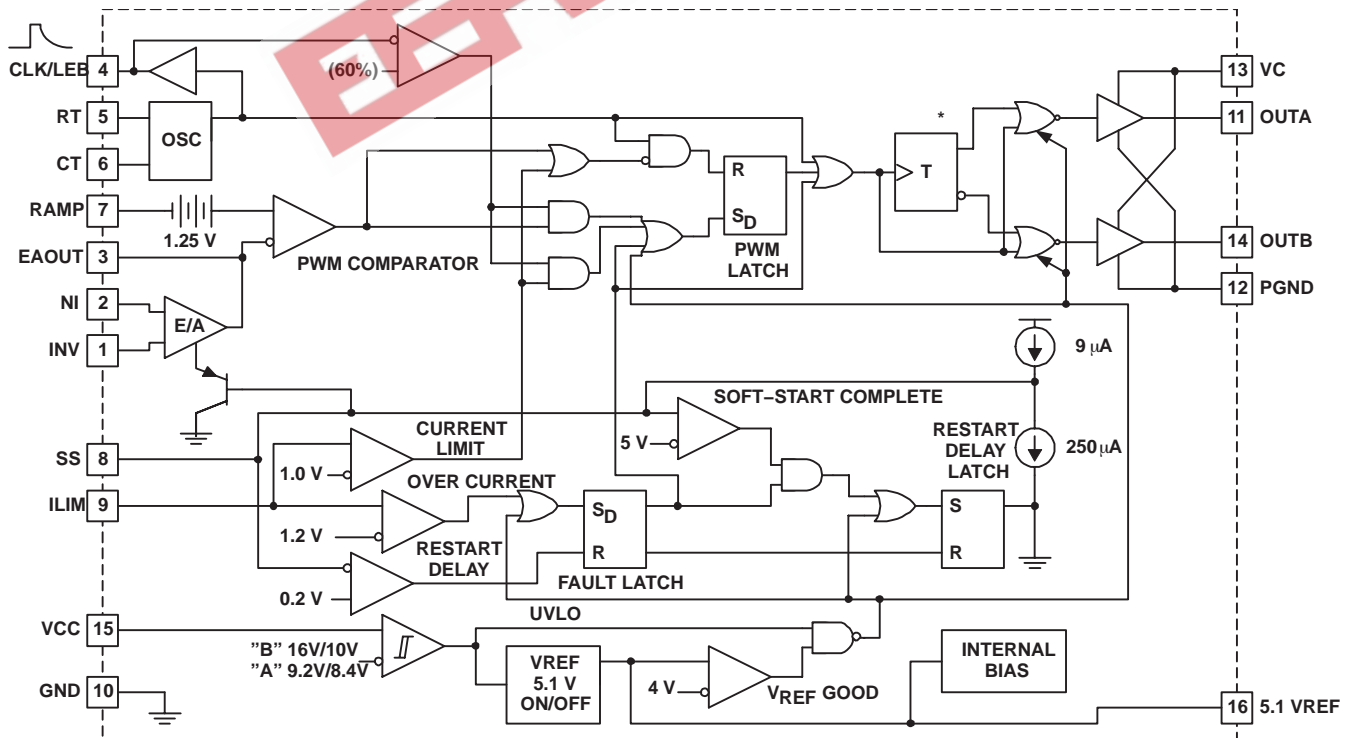 CLK/LEB 4
(60%)
13 VC
RT 5
OSC
*
11 OUTA
CT 6
R
T
RAMP 7
1.25 V
SD
PWM COMPARATOR
PWM
LATCH
EAOUT 3
14 OUTB
NI 2
E/A
12 PGND
INV 1
9 μA
SOFT−START COMPLETE
CURRENT
LIMIT
5 V
RESTART
DELAY
LATCH
250 μA
SS 8
1.0 V
OVER CURRENT
ILIM 9
SD
S
1.2 V
RESTART
DELAY
R
R
FAULT LATCH
0.2 V
UVLO
VCC 15
”B” 16V/10V
”A” 9.2V/8.4V
VREF
5.1 V
ON/OFF
4 V
VREF GOOD
INTERNAL
BIAS
GND 10
16 5.1 VREF